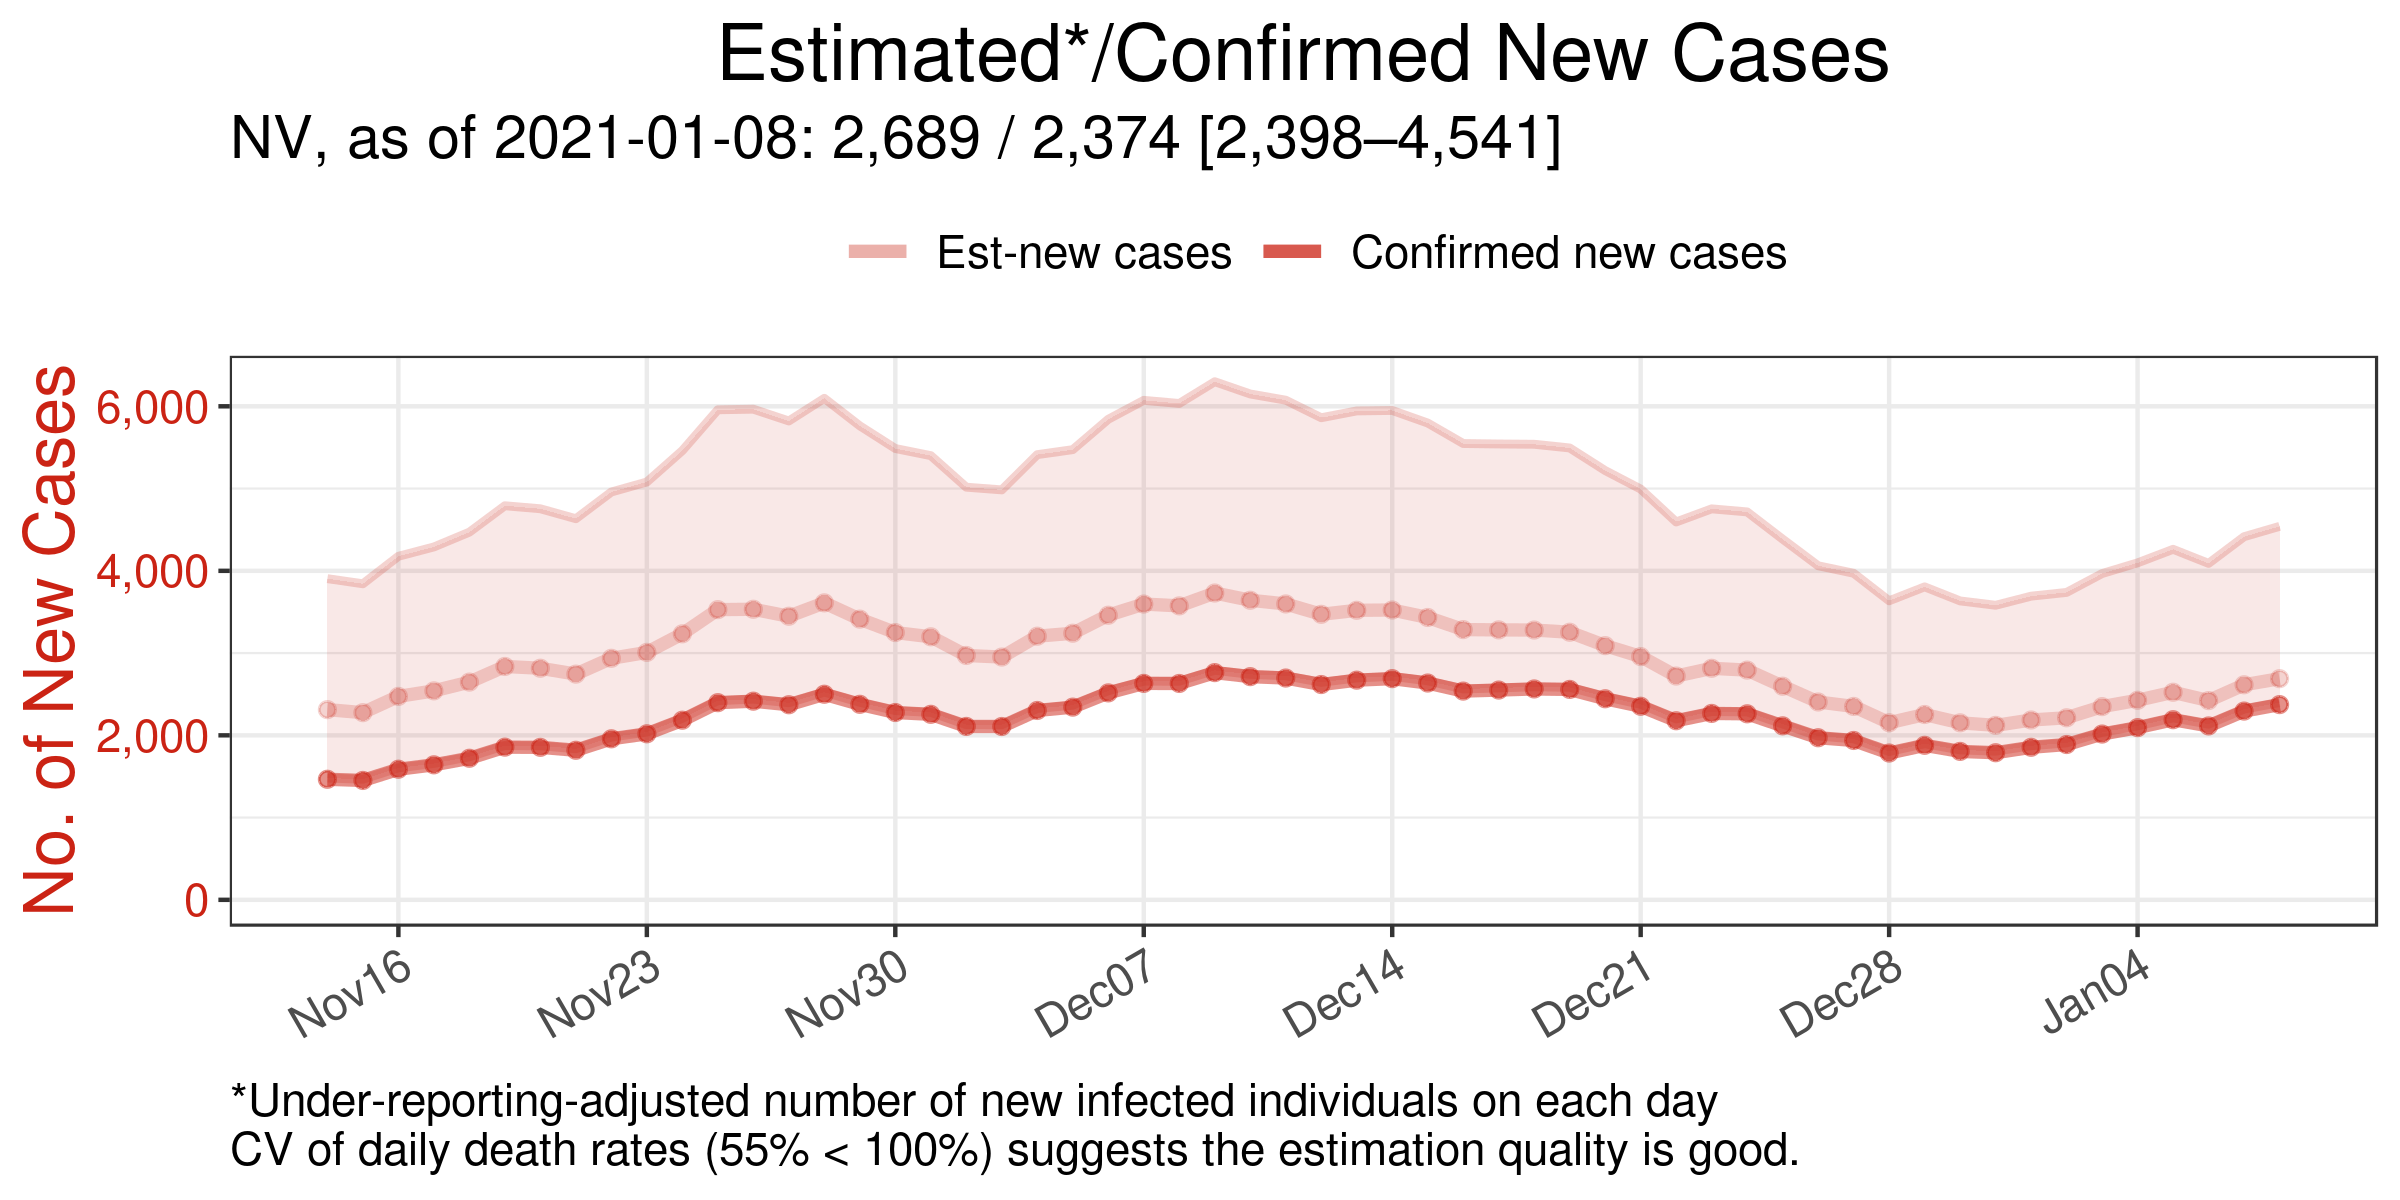 Estimated*/Confirmed New Cases
NV, as of 2021-01-08: 2,689 / 2,374 [2,398–4,541]
Est-new cases Confirmed new cases
No. of New Cases
6,000
4,000
2,000
0
Nov16 Nov23 Nov30 Dec07 Dec14 Dec21 Dec28 Jan04
*Under-reporting-adjusted number of new infected individuals on each day
CV of daily death rates (55% < 100%) suggests the estimation quality is good.